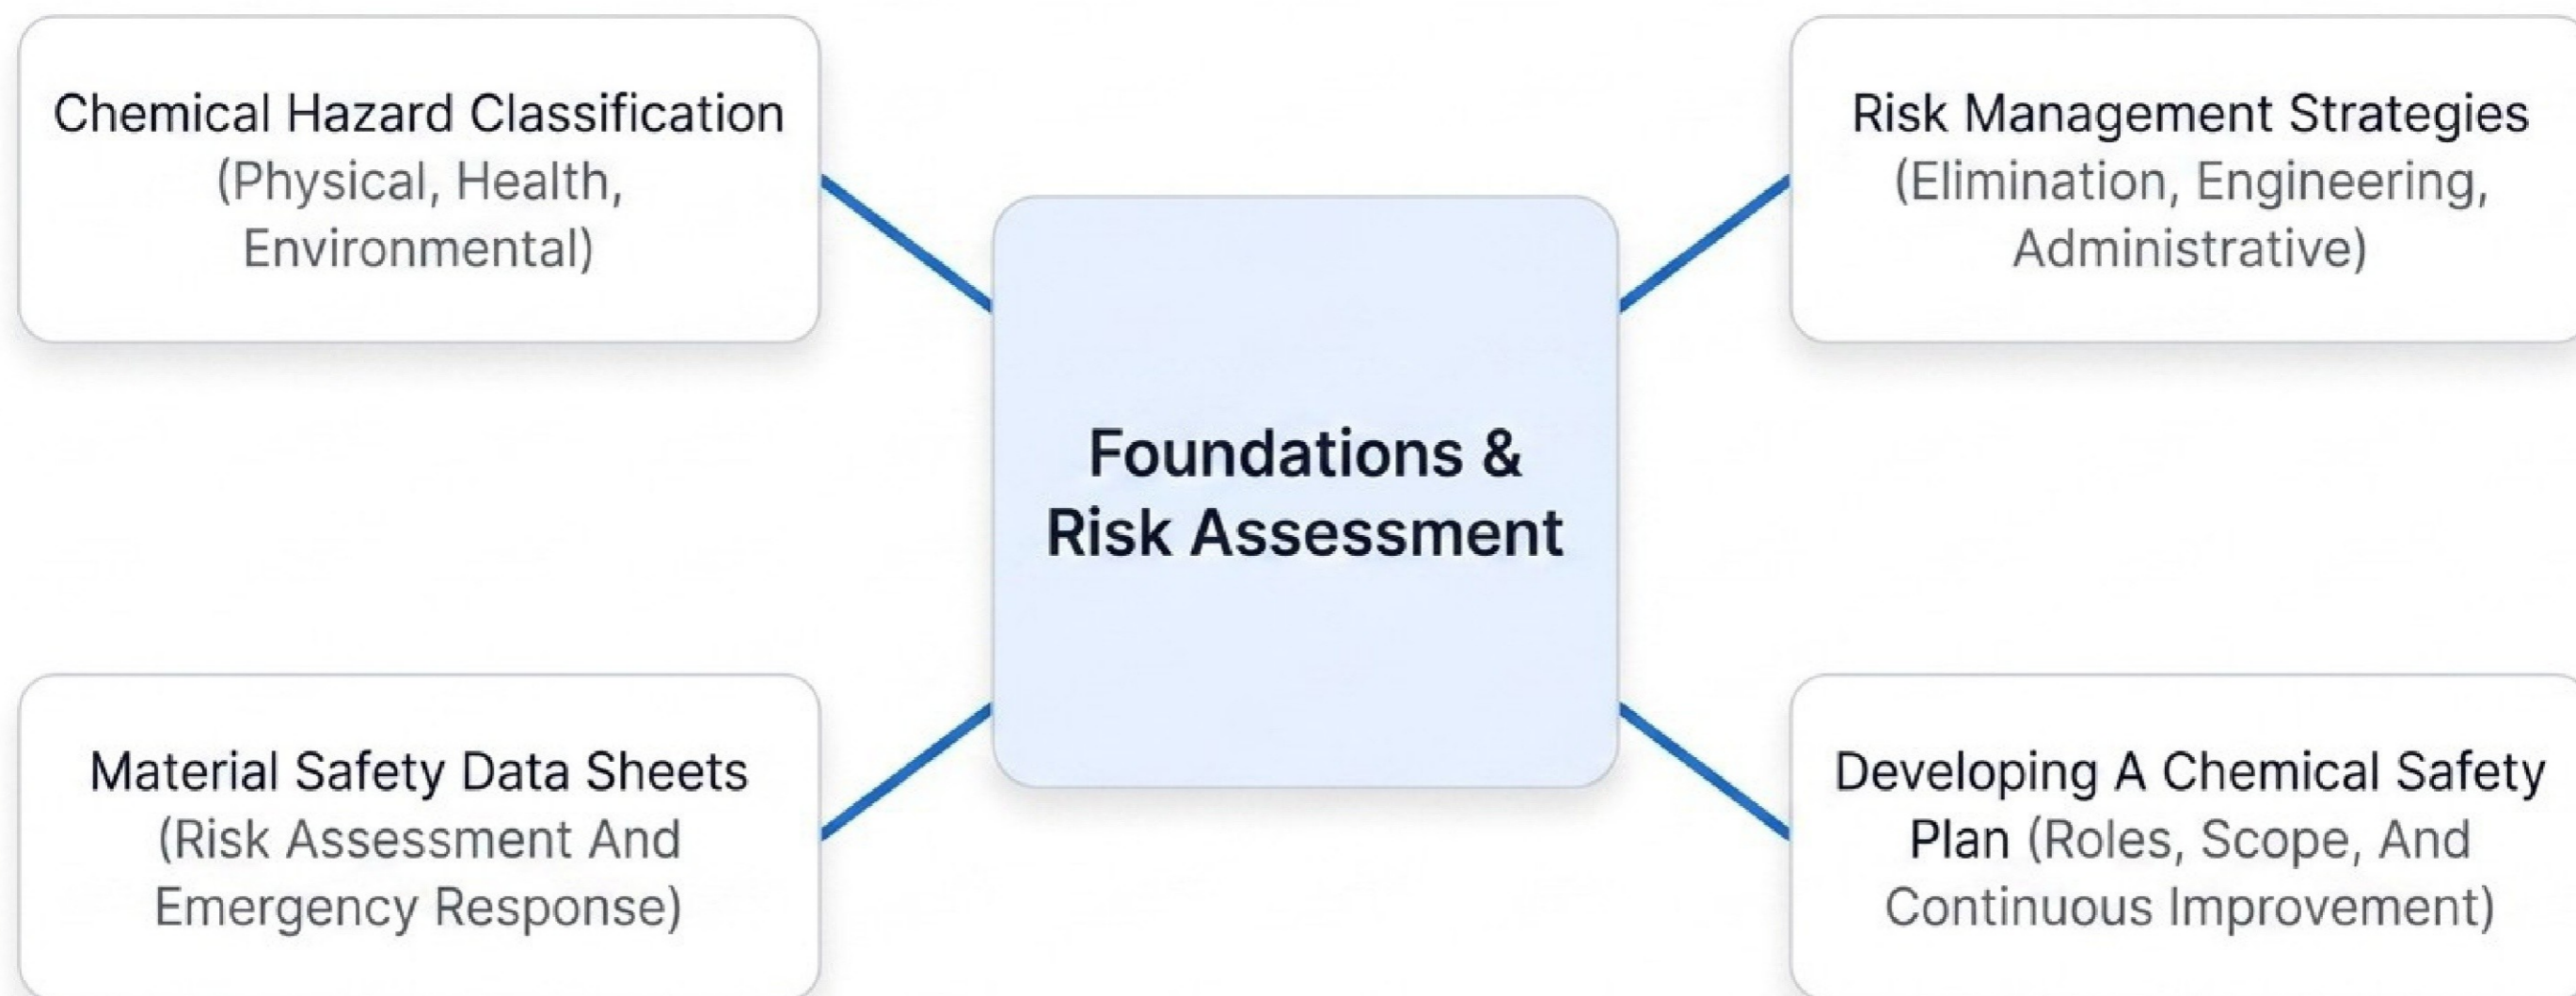 Chemical Hazard Classification
(Physical, Health,
Environmental)
Risk Management Strategies
(Elimination, Engineering,
Administrative)
Foundations &
Risk Assessment
Material Safety Data Sheets
(Risk Assessment And
Emergency Response)
Developing A Chemical Safety
Plan (Roles, Scope, And
Continuous Improvement)